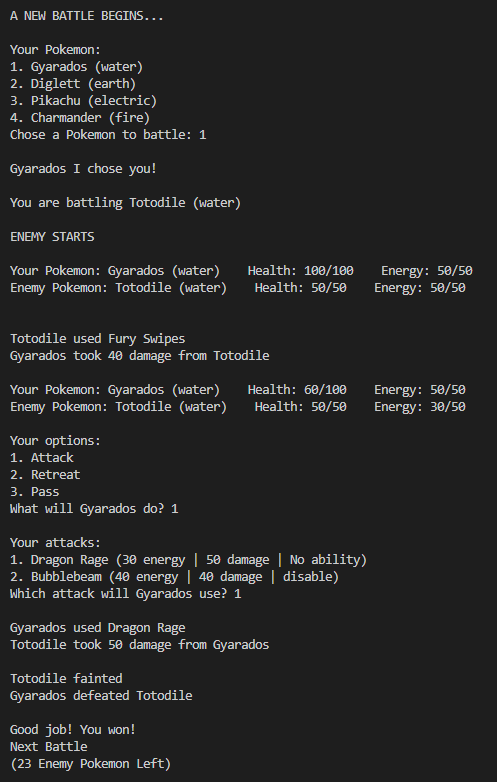 A NEW BATTLE BEGINS...
Your Pokemon:
1. Gyarados (water)
2. Diglett (earth)
3. Pikachu (electric)
4. Charmander (fire)
Chose a Pokemon to battle: 1
Gyarados I chose you!
You are battling Totodile (water)
ENEMY STARTS
Your Pokemon: Gyarados (water)    Health: 100/100    Energy: 50/50
Enemy Pokemon: Totodile (water)    Health: 50/50    Energy: 50/50
Totodile used Fury Swipes
Gyarados took 40 damage from Totodile
Your Pokemon: Gyarados (water)    Health: 60/100    Energy: 50/50
Enemy Pokemon: Totodile (water)    Health: 50/50    Energy: 30/50
Your options:
1. Attack
2. Retreat
3. Pass
What will Gyarados do? 1
Your attacks:
1. Dragon Rage (30 energy | 50 damage | No ability)
2. Bubblebeam (40 energy | 40 damage | disable)
Which attack will Gyarados use? 1
Gyarados used Dragon Rage
Totodile took 50 damage from Gyarados
Totodile fainted
Gyarados defeated Totodile
Good job! You won!
Next Battle
(23 Enemy Pokemon Left)